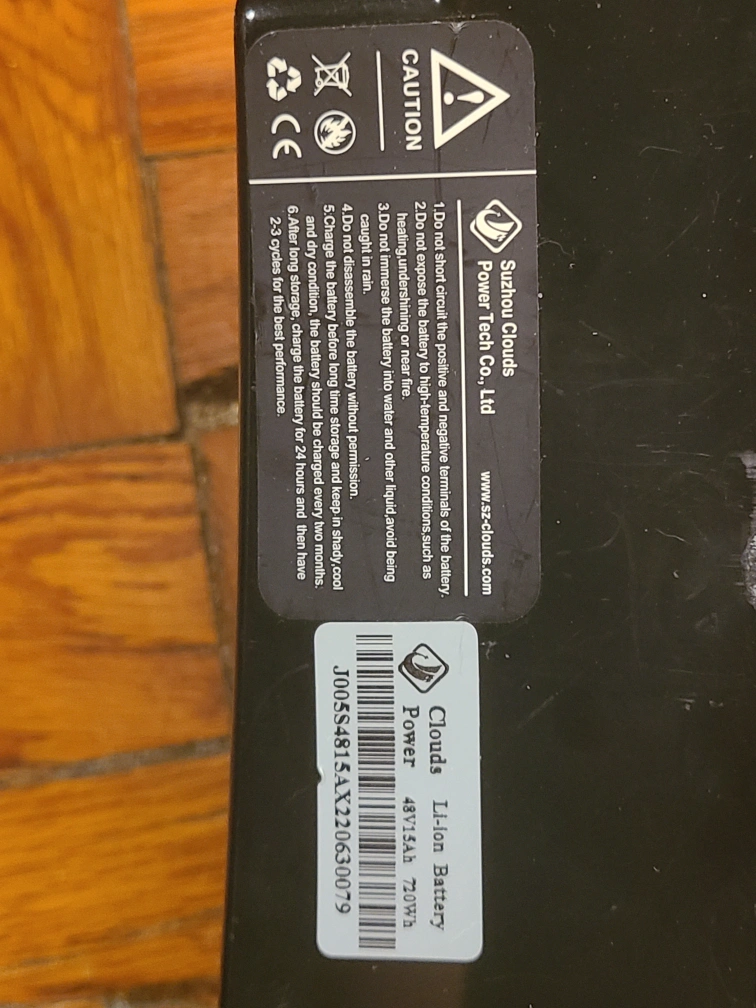 CAUTION
CE
Suzhou Clouds
Power Tech Co., Ltd
www.sz-clouds.com
1.Do not short circuit the positive and negative terminals of the battery.
2.Do not expose the battery to high-temperature conditions,such as
heating,undershining or near fire.
3.Do not immerse the battery into water and other liquid,avoid being
caught in rain.
4.Do not disassemble the battery without permission.
5.Charge the battery before long time storage and keep in shady,cool
and dry condition, the battery should be charged every two months.
6.After long storage, charge the battery for 24 hours and then have
2-3 cycles for the best performance.
Clouds Li-ion Battery
Power 48V15Ah 720Wh
J005S4815AX220630079